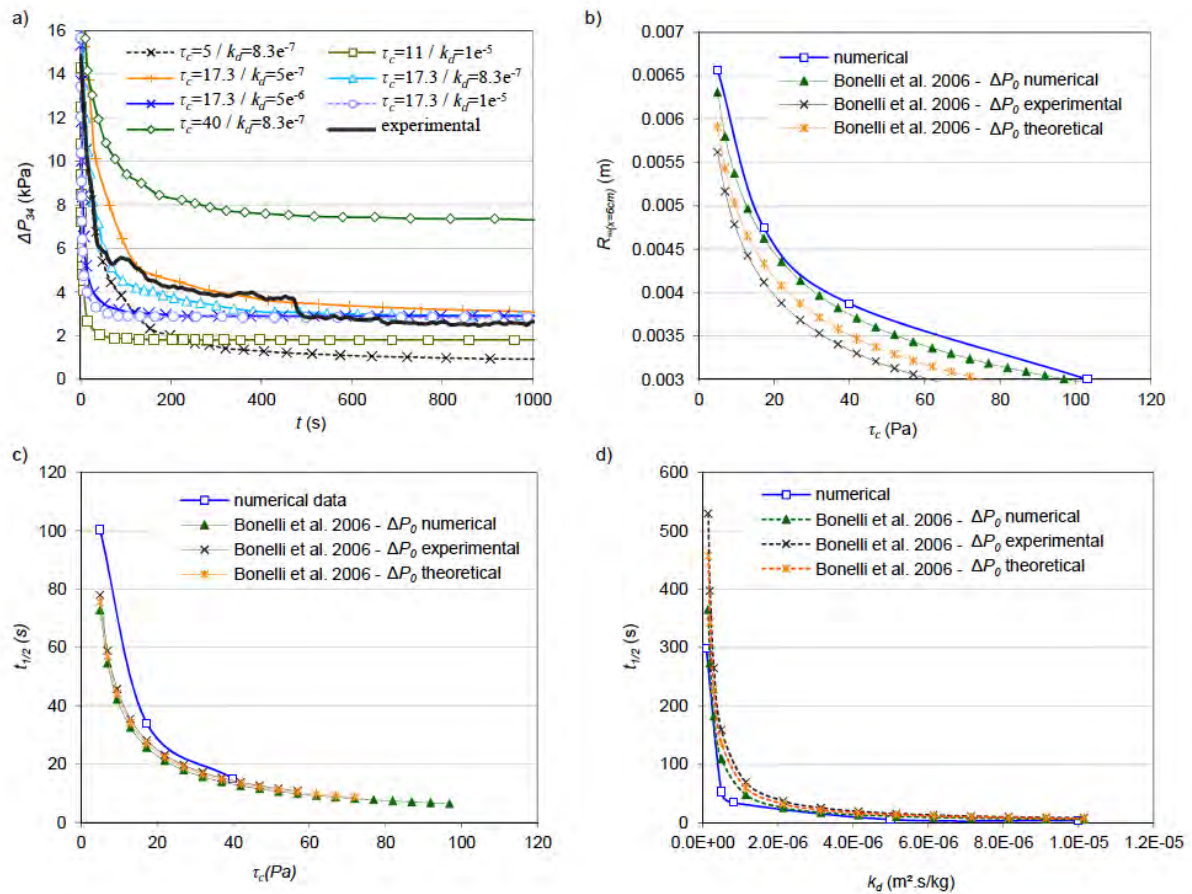 a)
16
14
12
10
8
6
4
2
0
ΔP34 (kPa)
0 200 400 600 800 1000
t (s)
τc=5 / kd=8.3e-7
τc=11 / kd=1e-5
τc=17.3 / kd=5e-7
τc=17.3 / kd=8.3e-7
τc=17.3 / kd=5e-6
τc=17.3 / kd=1e-5
τc=40 / kd=8.3e-7
experimental
b)
0.007
0.0065
0.006
0.0055
0.005
0.0045
0.004
0.0035
0.003
R∞(x=6cm) (m)
0 20 40 60 80 100 120
τc (Pa)
numerical
Bonelli et al. 2006 - ΔP0 numerical
Bonelli et al. 2006 - ΔP0 experimental
Bonelli et al. 2006 - ΔP0 theoretical
c)
120
100
80
60
40
20
0
t1/2 (s)
0 20 40 60 80 100 120
τc(Pa)
numerical data
Bonelli et al. 2006 - ΔP0 numerical
Bonelli et al. 2006 - ΔP0 experimental
Bonelli et al. 2006 - ΔP0 theoretical
d)
600
500
400
300
200
100
0
t1/2 (s)
0.E+00 2.E-06 4.E-06 6.E-06 8.E-06 1.E-05 1.E-05
kd (m².s/kg)
numerical
Bonelli et al. 2006 - ΔP0 numerical
Bonelli et al. 2006 - ΔP0 experimental
Bonelli et al. 2006 - ΔP0 theoretical